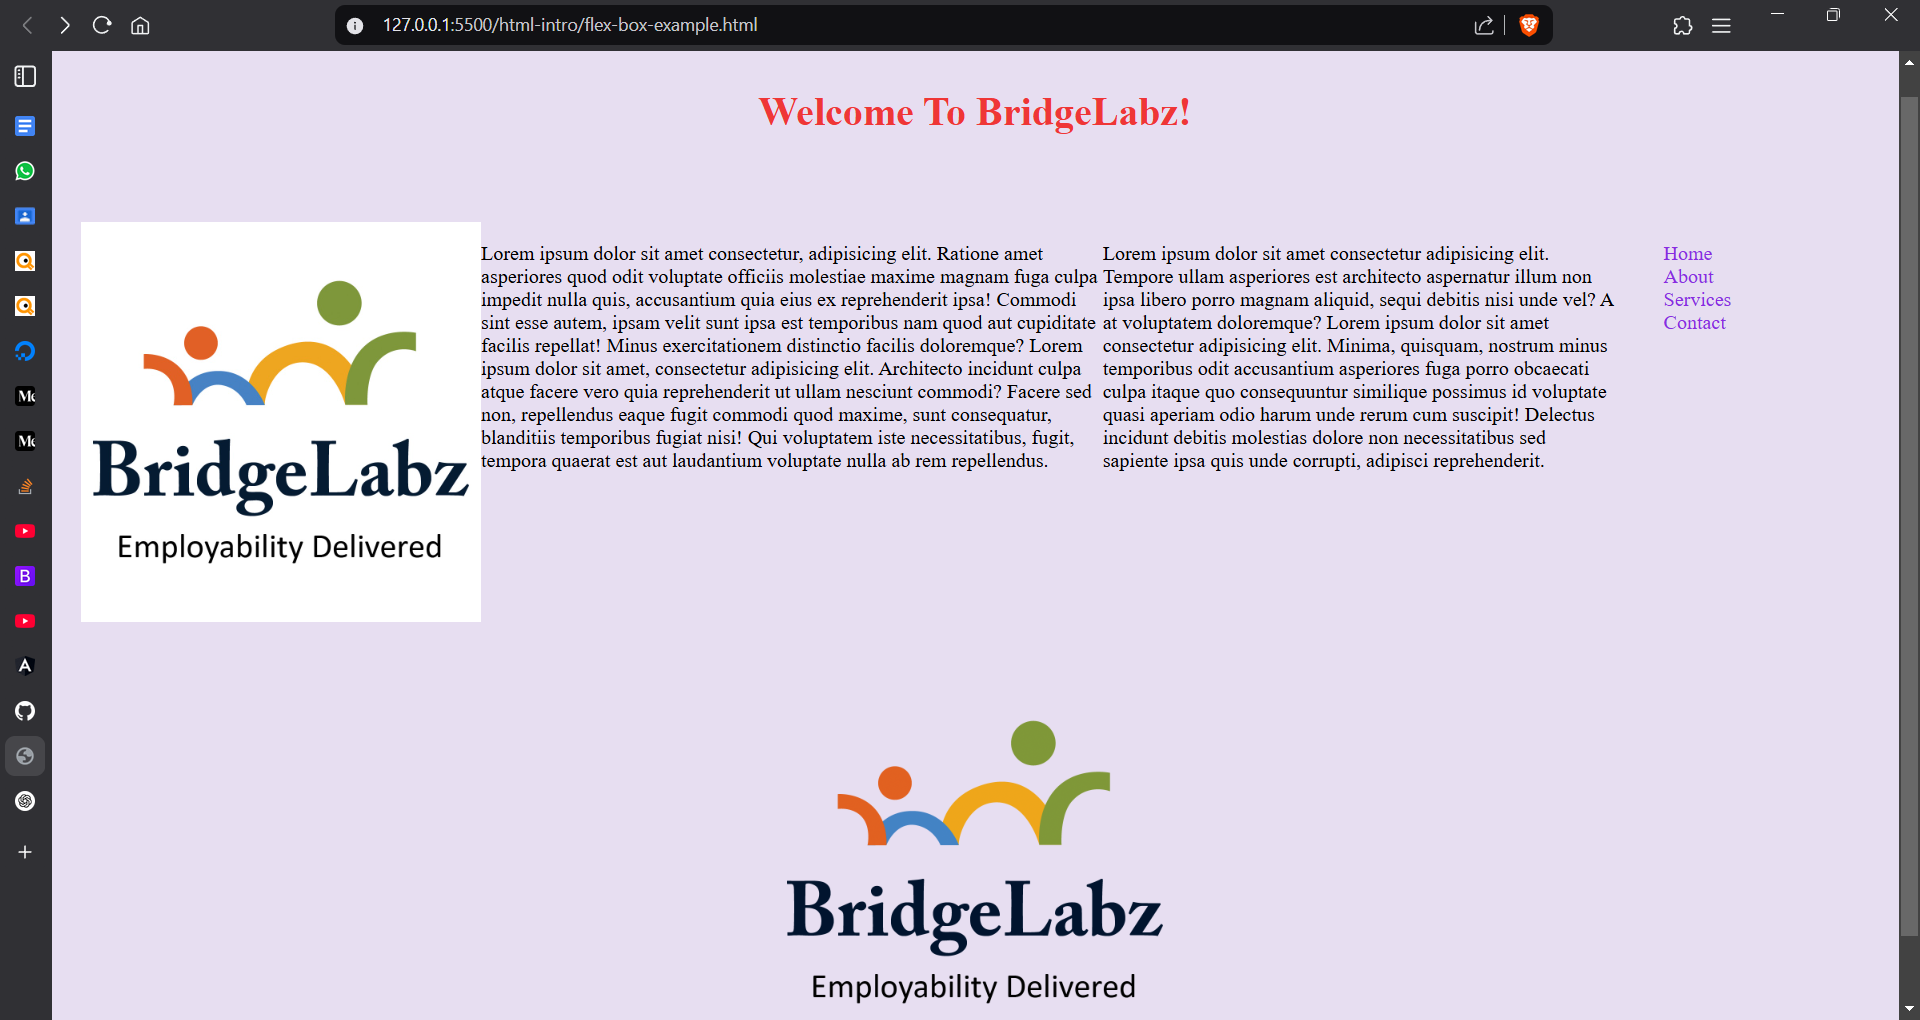 127.0.0.1:5500/html-intro/flex-box-example.html
Welcome To BridgeLabz!
BridgeLabz
Employability Delivered
Lorem ipsum dolor sit amet consectetur, adipisicing elit. Ratione amet
asperiores quod odit voluptate officiis molestiae maxime magnam fuga culpa
impedit nulla quis, accusantium quia eius ex reprehenderit ipsa! Commodi
sint esse autem, ipsam velit sunt ipsa est temporibus nam quod aut cupiditate
facilis repellat! Minus exercitationem distinctio facilis doloremque? Lorem
ipsum dolor sit amet, consectetur adipisicing elit. Architecto incidunt culpa
atque facere vero quia reprehenderit ut ullam nesciunt commodi? Facere sed
non, repellendus eaque fugit commodi quod maxime, sunt consequatur,
blanditiis temporibus fugiat nisi! Qui voluptatem iste necessitatibus, fugit,
tempora quaerat est aut laudantium voluptate nulla ab rem repellendus.
Lorem ipsum dolor sit amet consectetur adipisicing elit.
Tempore ullam asperiores est architecto aspernatur illum non
ipsa libero porro magnam aliquid, sequi debitis nisi unde vel? A
at voluptatem doloremque? Lorem ipsum dolor sit amet
consectetur adipisicing elit. Minima, quisquam, nostrum minus
temporibus odit accusantium asperiores fuga porro obcaecati
culpa itaque quo consequuntur similique possimus id voluptate
quasi aperiam odio harum unde rerum cum suscipit! Delectus
incidunt debitis molestias dolore non necessitatibus sed
sapiente ipsa quis unde corrupti, adipisci reprehenderit.
Home
About
Services
Contact
BridgeLabz
Employability Delivered